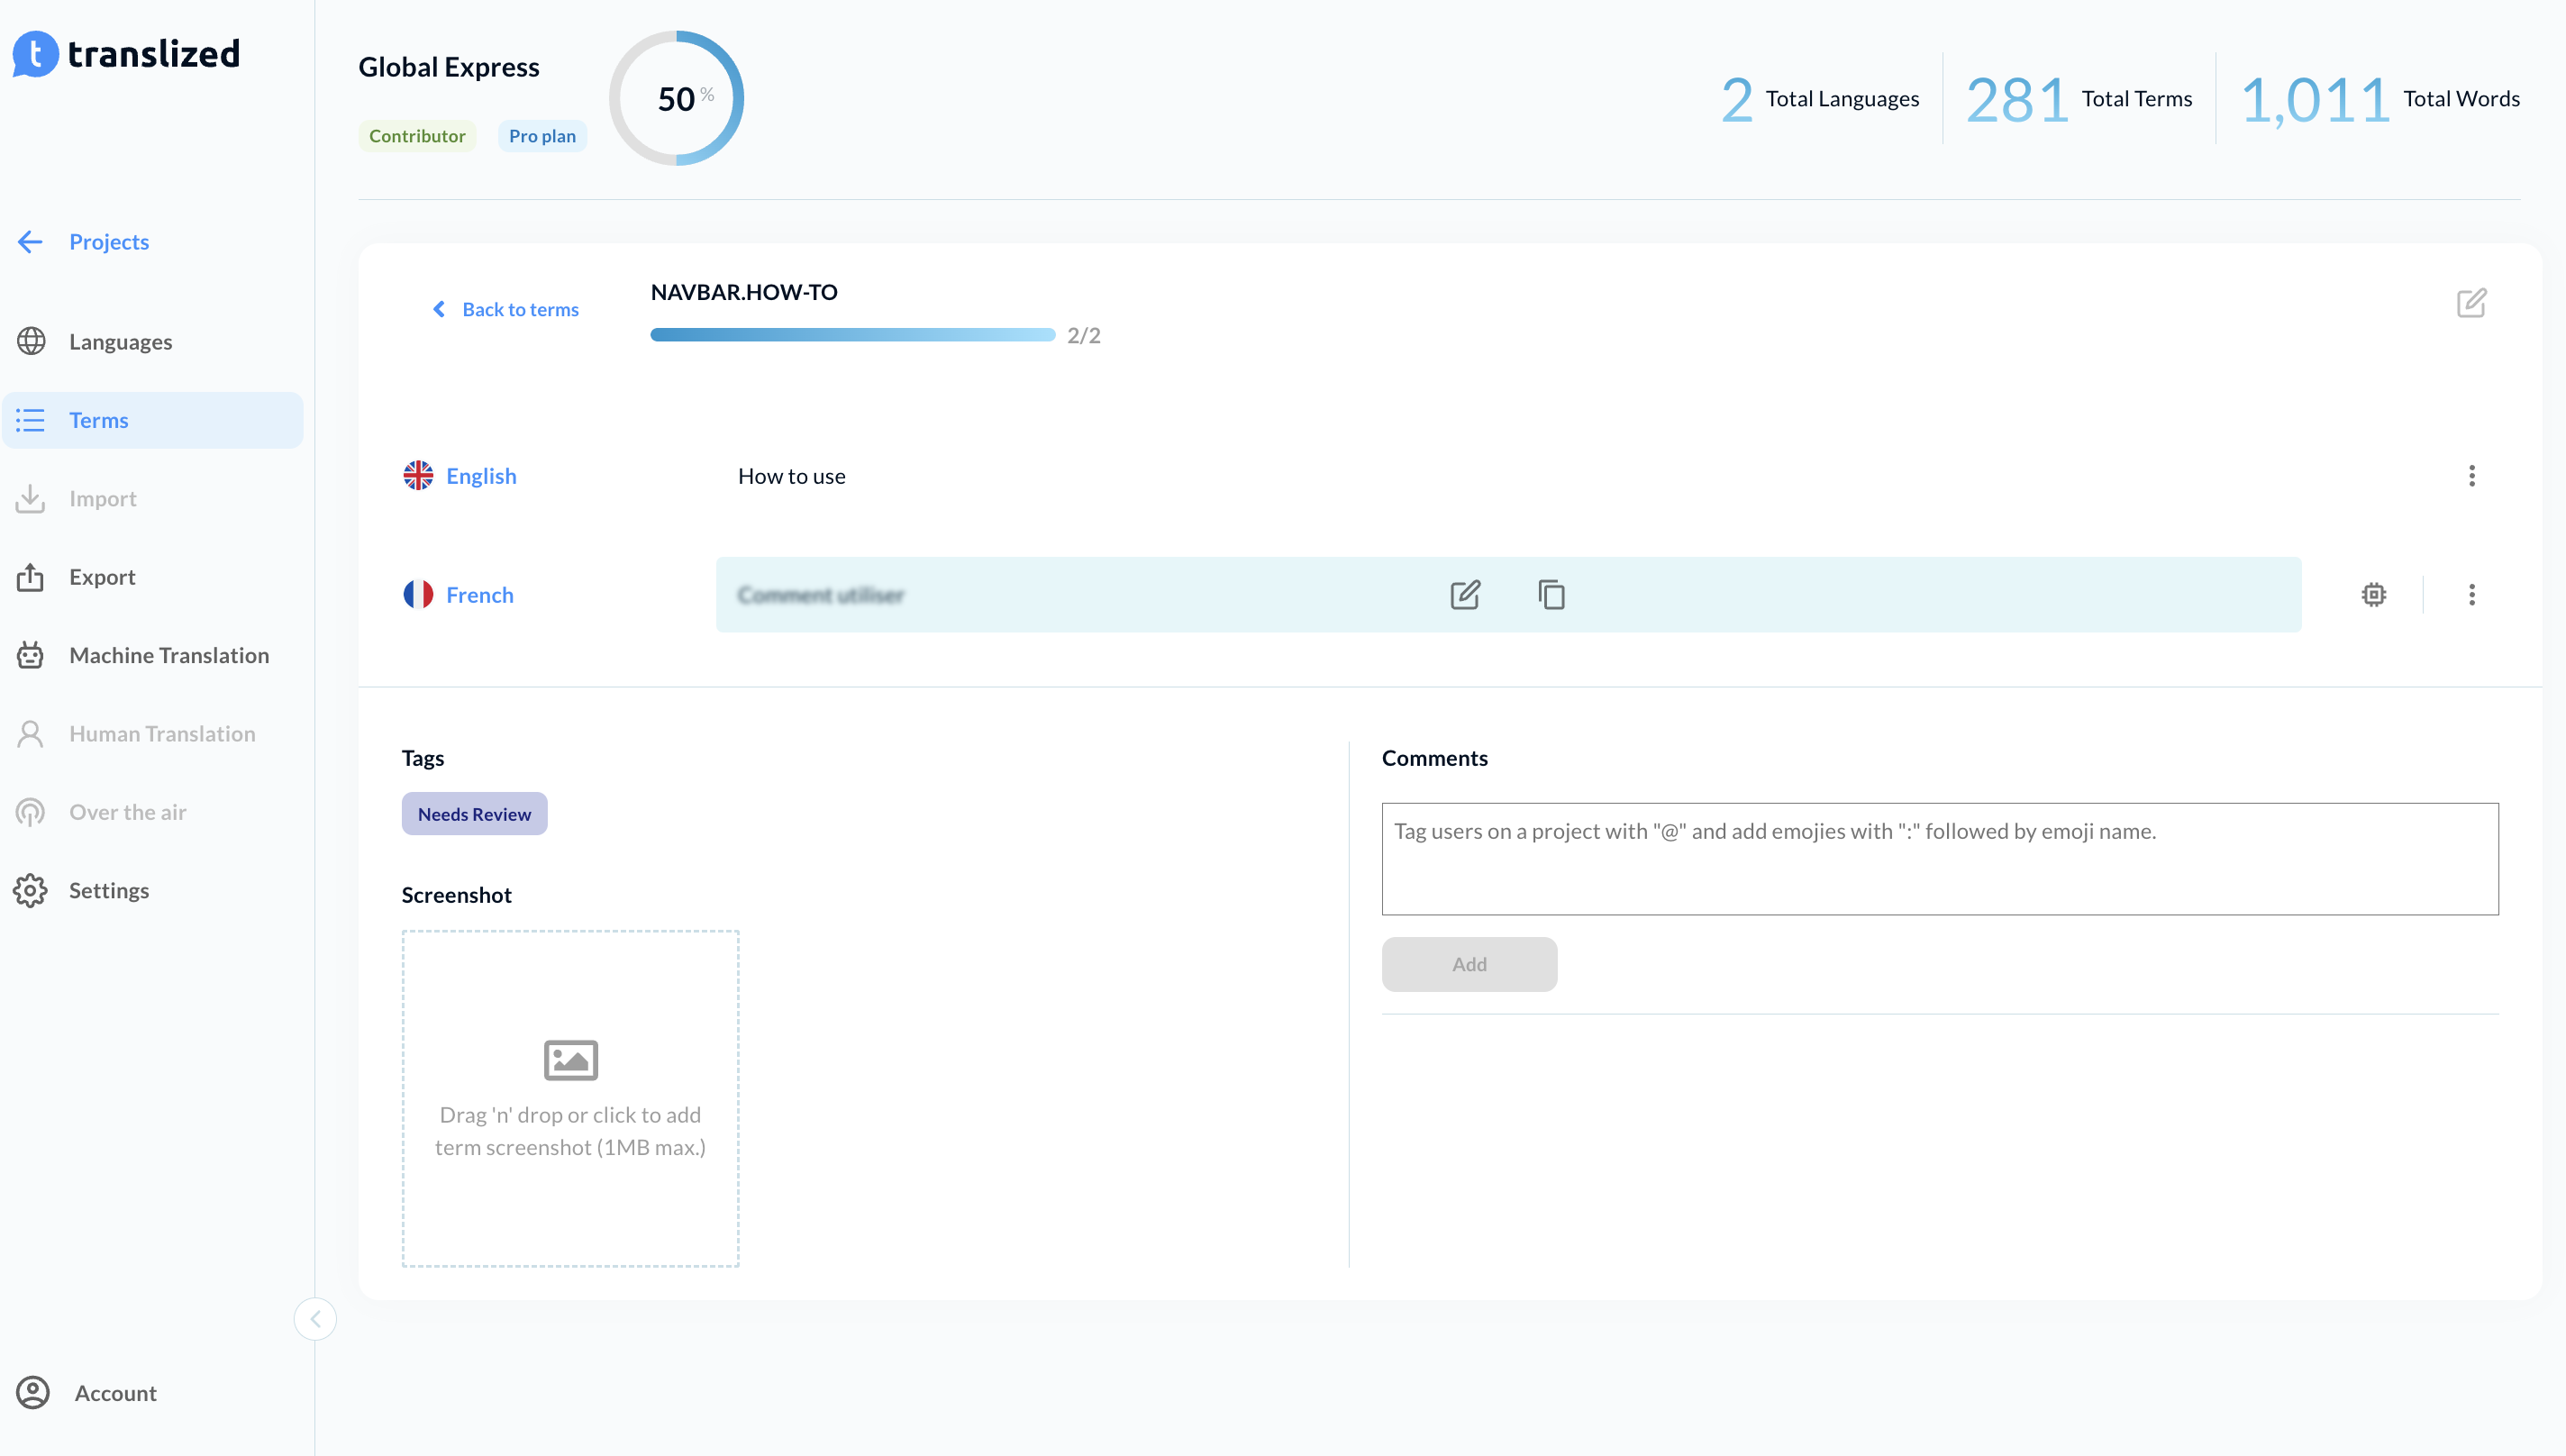 translized
Global Express
Contributor
Pro plan
50 %
2 Total Languages
281 Total Terms
1,011 Total Words
Projects
Languages
Terms
Import
Export
Machine Translation
Human Translation
Over the air
Settings
Account
Back to terms
NAVBAR.HOW-TO
2/2
English
How to use
French
Comment utiliser
Tags
Needs Review
Screenshot
Drag 'n' drop or click to add
term screenshot (1MB max.)
Comments
Tag users on a project with "@" and add emojies with ":" followed by emoji name.
Add